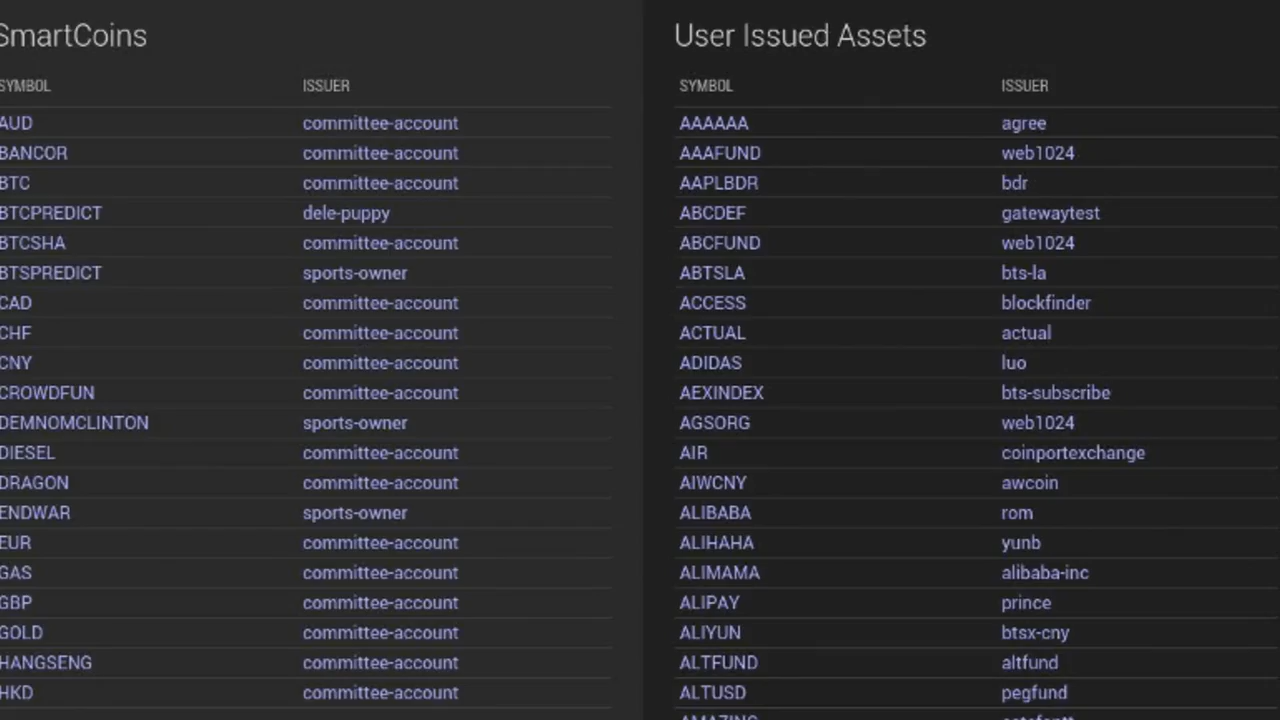 SmartCoins
SYMBOL ISSUER
AUD committee-account
BANCOR committee-account
BTC committee-account
BTCPREDICT dele-puppy
BTCSHA committee-account
BTSPREDICT sports-owner
CAD committee-account
CHF committee-account
CNY committee-account
CROWDFUN committee-account
DEMNOMCLINTON sports-owner
DIESEL committee-account
DRAGON committee-account
ENDWAR sports-owner
EUR committee-account
GAS committee-account
GBP committee-account
GOLD committee-account
HANGSENG committee-account
HKD committee-account
User Issued Assets
SYMBOL ISSUER
AAAAAA agree
AAAFUND web1024
AAPLBDR bdr
ABCDEF gatewaytest
ABCFUND web1024
ABTSLA bts-la
ACCESS blockfinder
ACTUAL actual
ADIDAS luo
AEXINDEX bts-subscribe
AGSORG web1024
AIR coinportexchange
AIWCNY awcoin
ALIBABA rom
ALIHAHA yunb
ALIMAMA alibaba-inc
ALIPAY prince
ALIYUN btsx-cny
ALTFUND altfund
ALTUSD pegfund
AMAZING